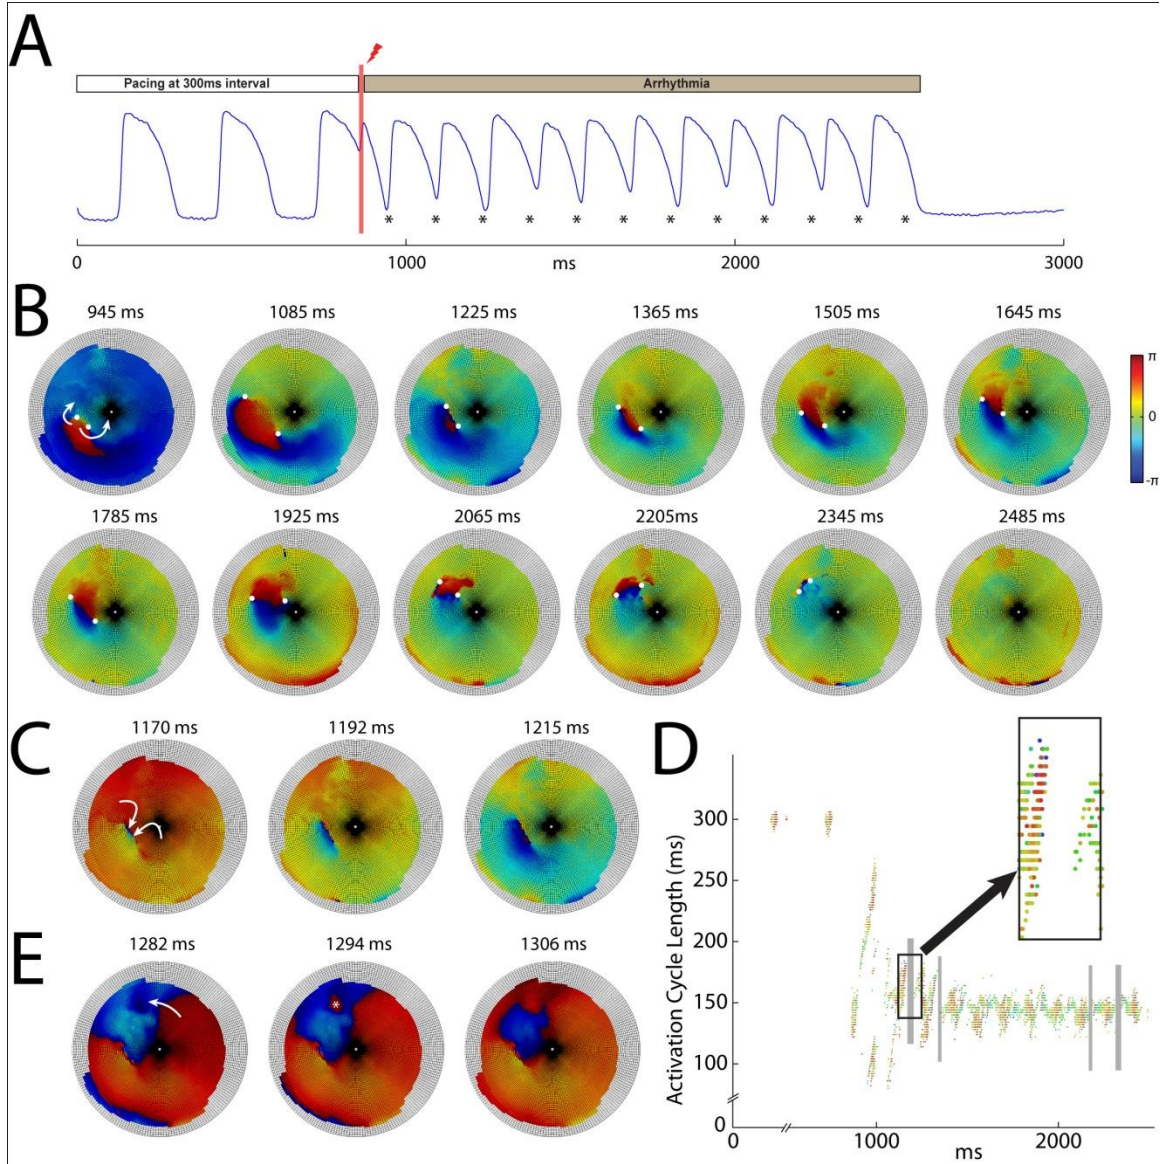 A
Pacing at 300ms interval Arrhythmia
* * * * * * * * * * * *
0 1000 2000 3000
ms
B
945 ms 1085 ms 1225 ms 1365 ms 1505 ms 1645 ms
π
0
-π
1785 ms 1925 ms 2065 ms 2205ms 2345 ms 2485 ms
C
1170 ms 1192 ms 1215 ms
D
Activation Cycle Length (ms)
300
250
200
150
100
0
0 1000 2000
ms
E
1282 ms 1294 ms 1306 ms
*